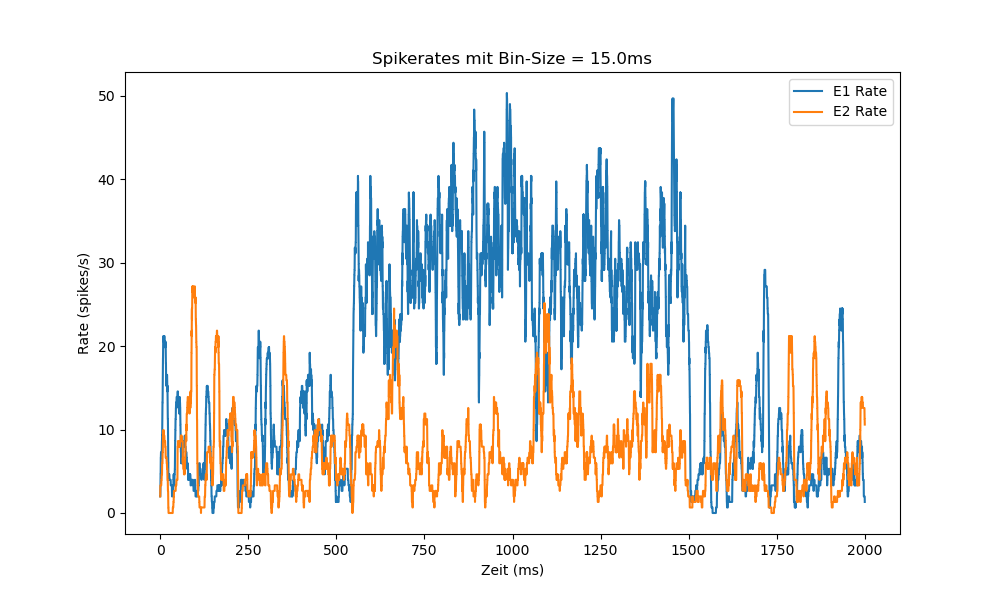 Spikerates mit Bin-Size = 15.0ms
E1 Rate
E2 Rate
50
40
30
20
10
0
Rate (spikes/s)
0 250 500 750 1000 1250 1500 1750 2000
Zeit (ms)